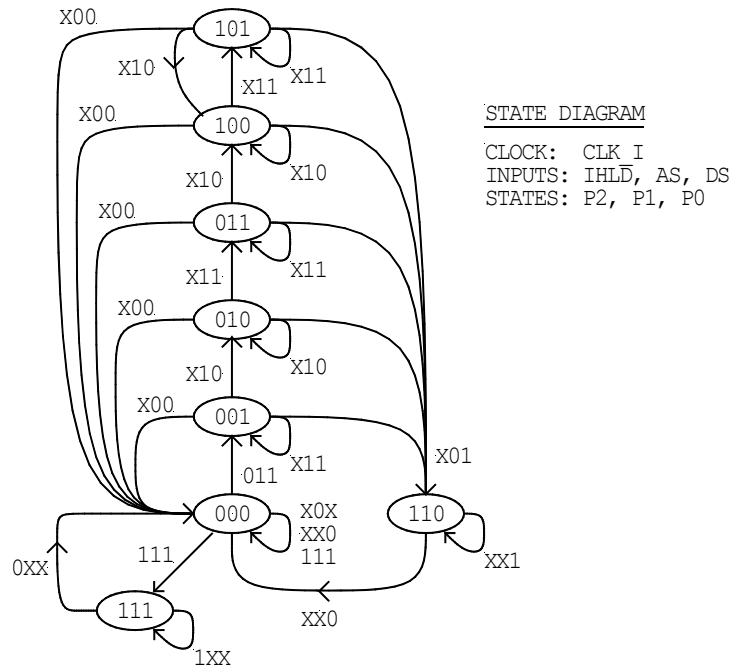 X00
101
X10
X11
X11
X00
100
X10
X10
X00
011
X11
X11
X00
010
X10
X10
X00
001
X11
X01
011
000
X0X
XX0
111
110
XX1
111
0XX
111
1XX
XX0
STATE DIAGRAM
CLOCK: CLK I
INPUTS: IHLD̅, AS, DS
STATES: P2, P1, P0